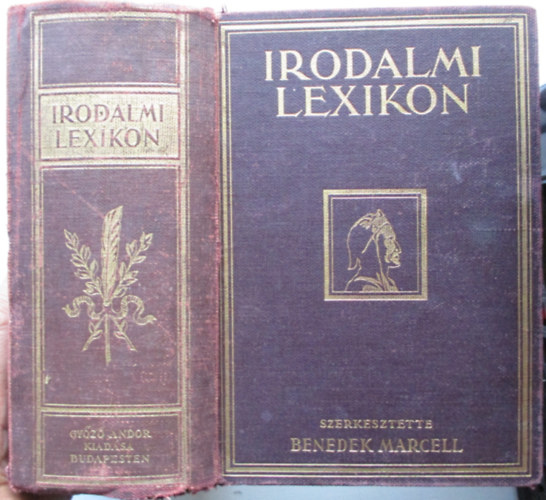 IRODALMI
LEXIKON
GYŐZŐ ANDOR
KIADÁSA
BUDAPESTEN
IRODALMI
LEXIKON
SZERKESZTETTE
BENEDEK MARCELL